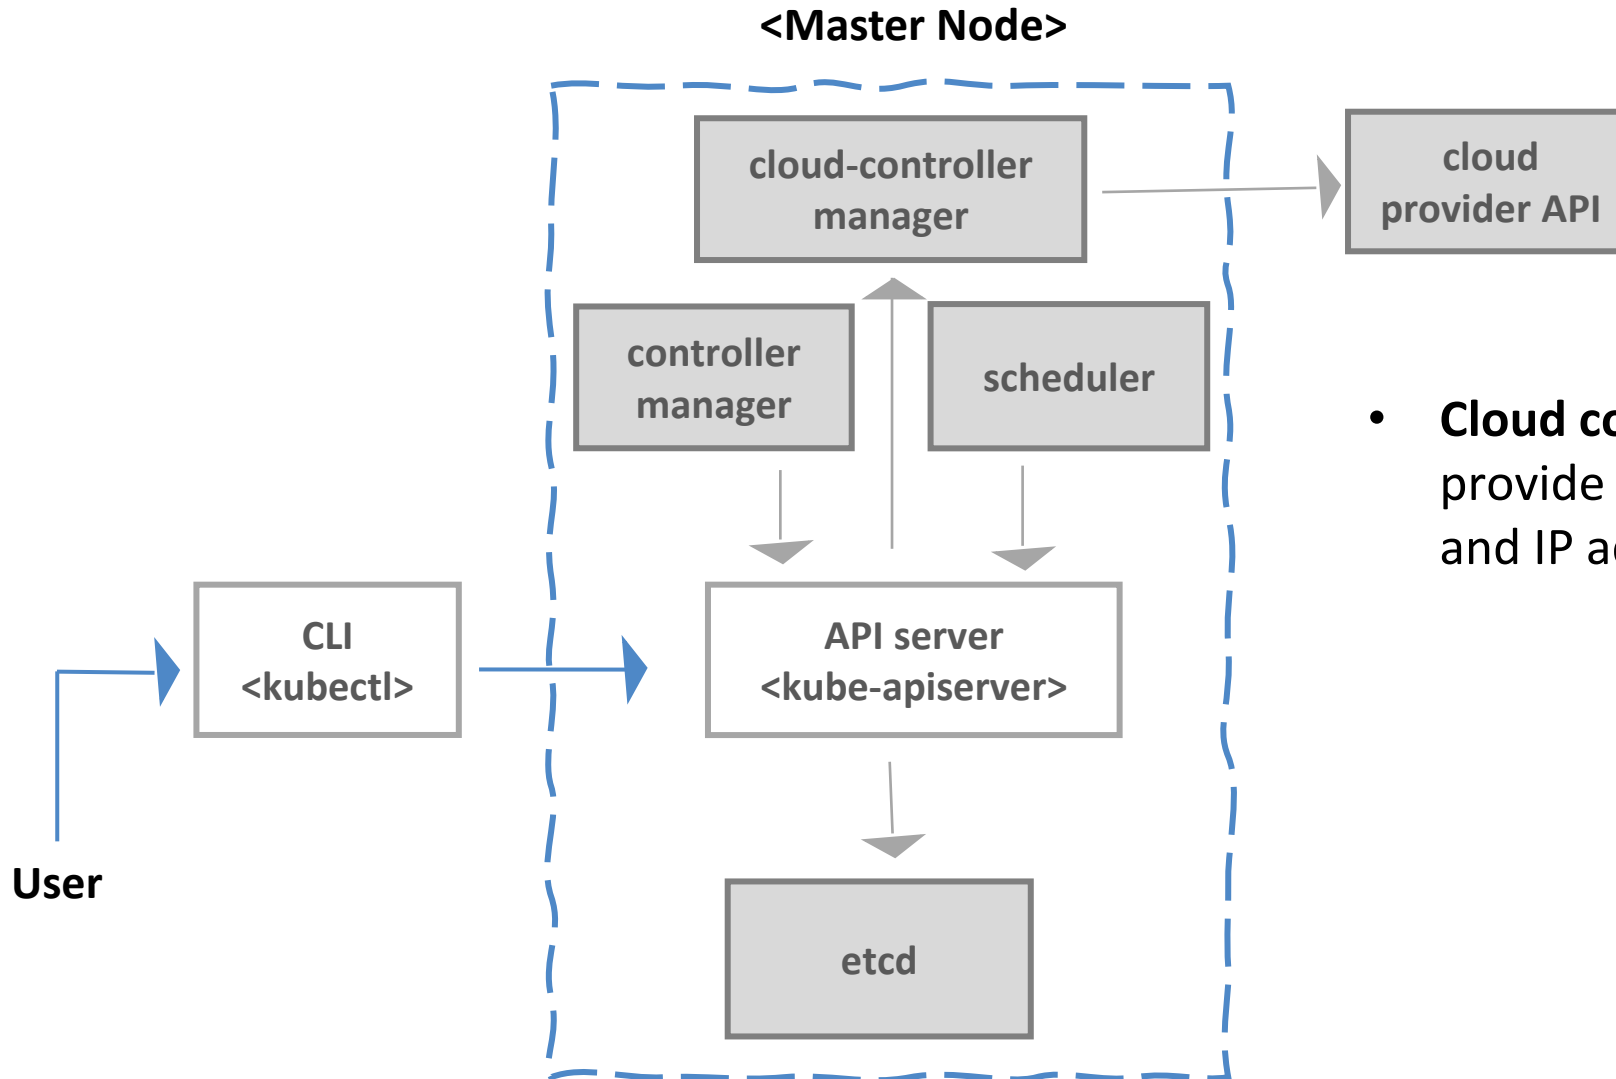 <Master Node>
cloud-controller
manager
cloud
provider API
controller
manager
scheduler
• Cloud
provide
and IP
CLI
<kubectl>
API server
<kube-apiserver>
User
etcd